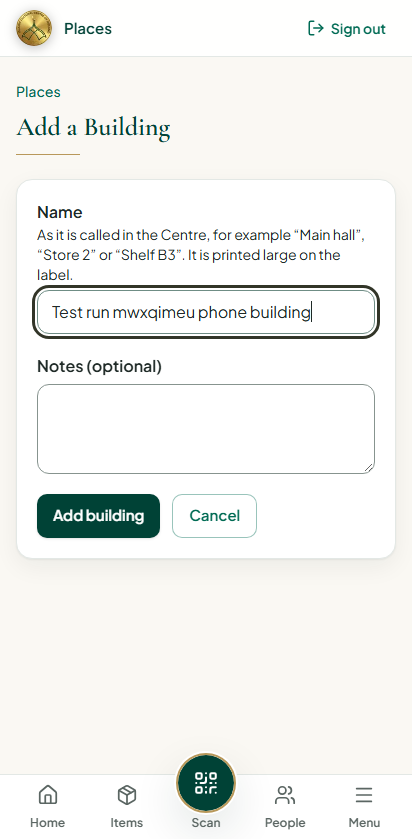 Places
Sign out
Places
Add a Building
Name
As it is called in the Centre, for example “Main hall”,
“Store 2” or “Shelf B3”. It is printed large on the
label.
Test run mwxqimeu phone building
Notes (optional)
Add building
Cancel
Home
Items
Scan
People
Menu